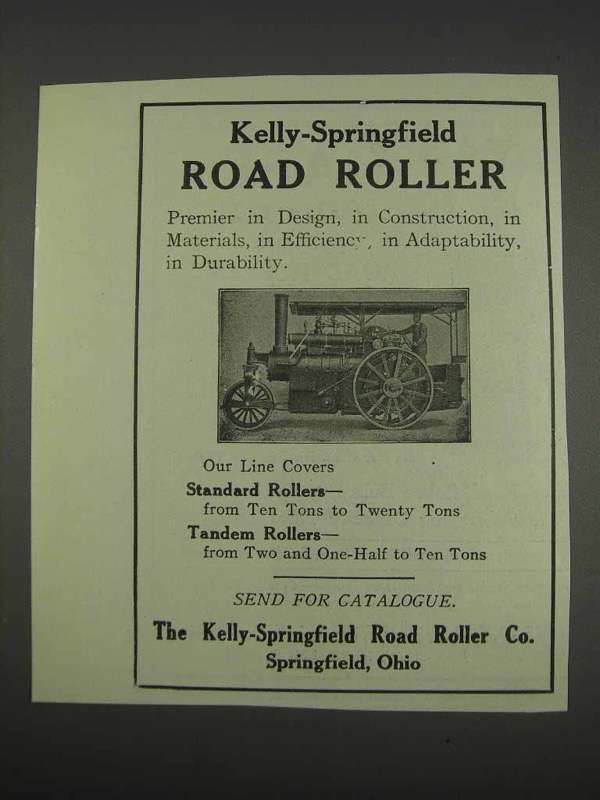 Kelly-Springfield
ROAD ROLLER
Premier in Design, in Construction, in
Materials, in Efficiency, in Adaptability,
in Durability.
Our Line Covers
Standard Rollers—
from Ten Tons to Twenty Tons
Tandem Rollers—
from Two and One-Half to Ten Tons
SEND FOR CATALOGUE.
The Kelly-Springfield Road Roller Co.
Springfield, Ohio